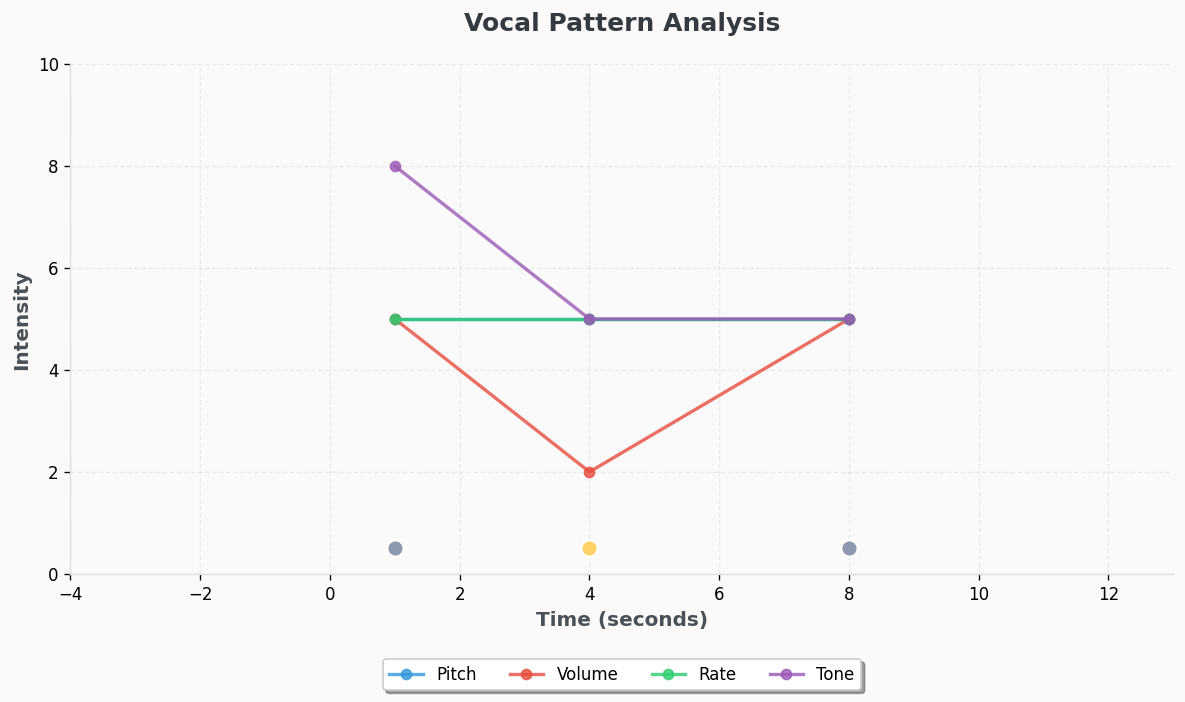 Vocal Pattern Analysis
10
8
6
4
2
0
Intensity
−4 −2 0 2 4 6 8 10 12
Time (seconds)
Pitch Volume Rate Tone